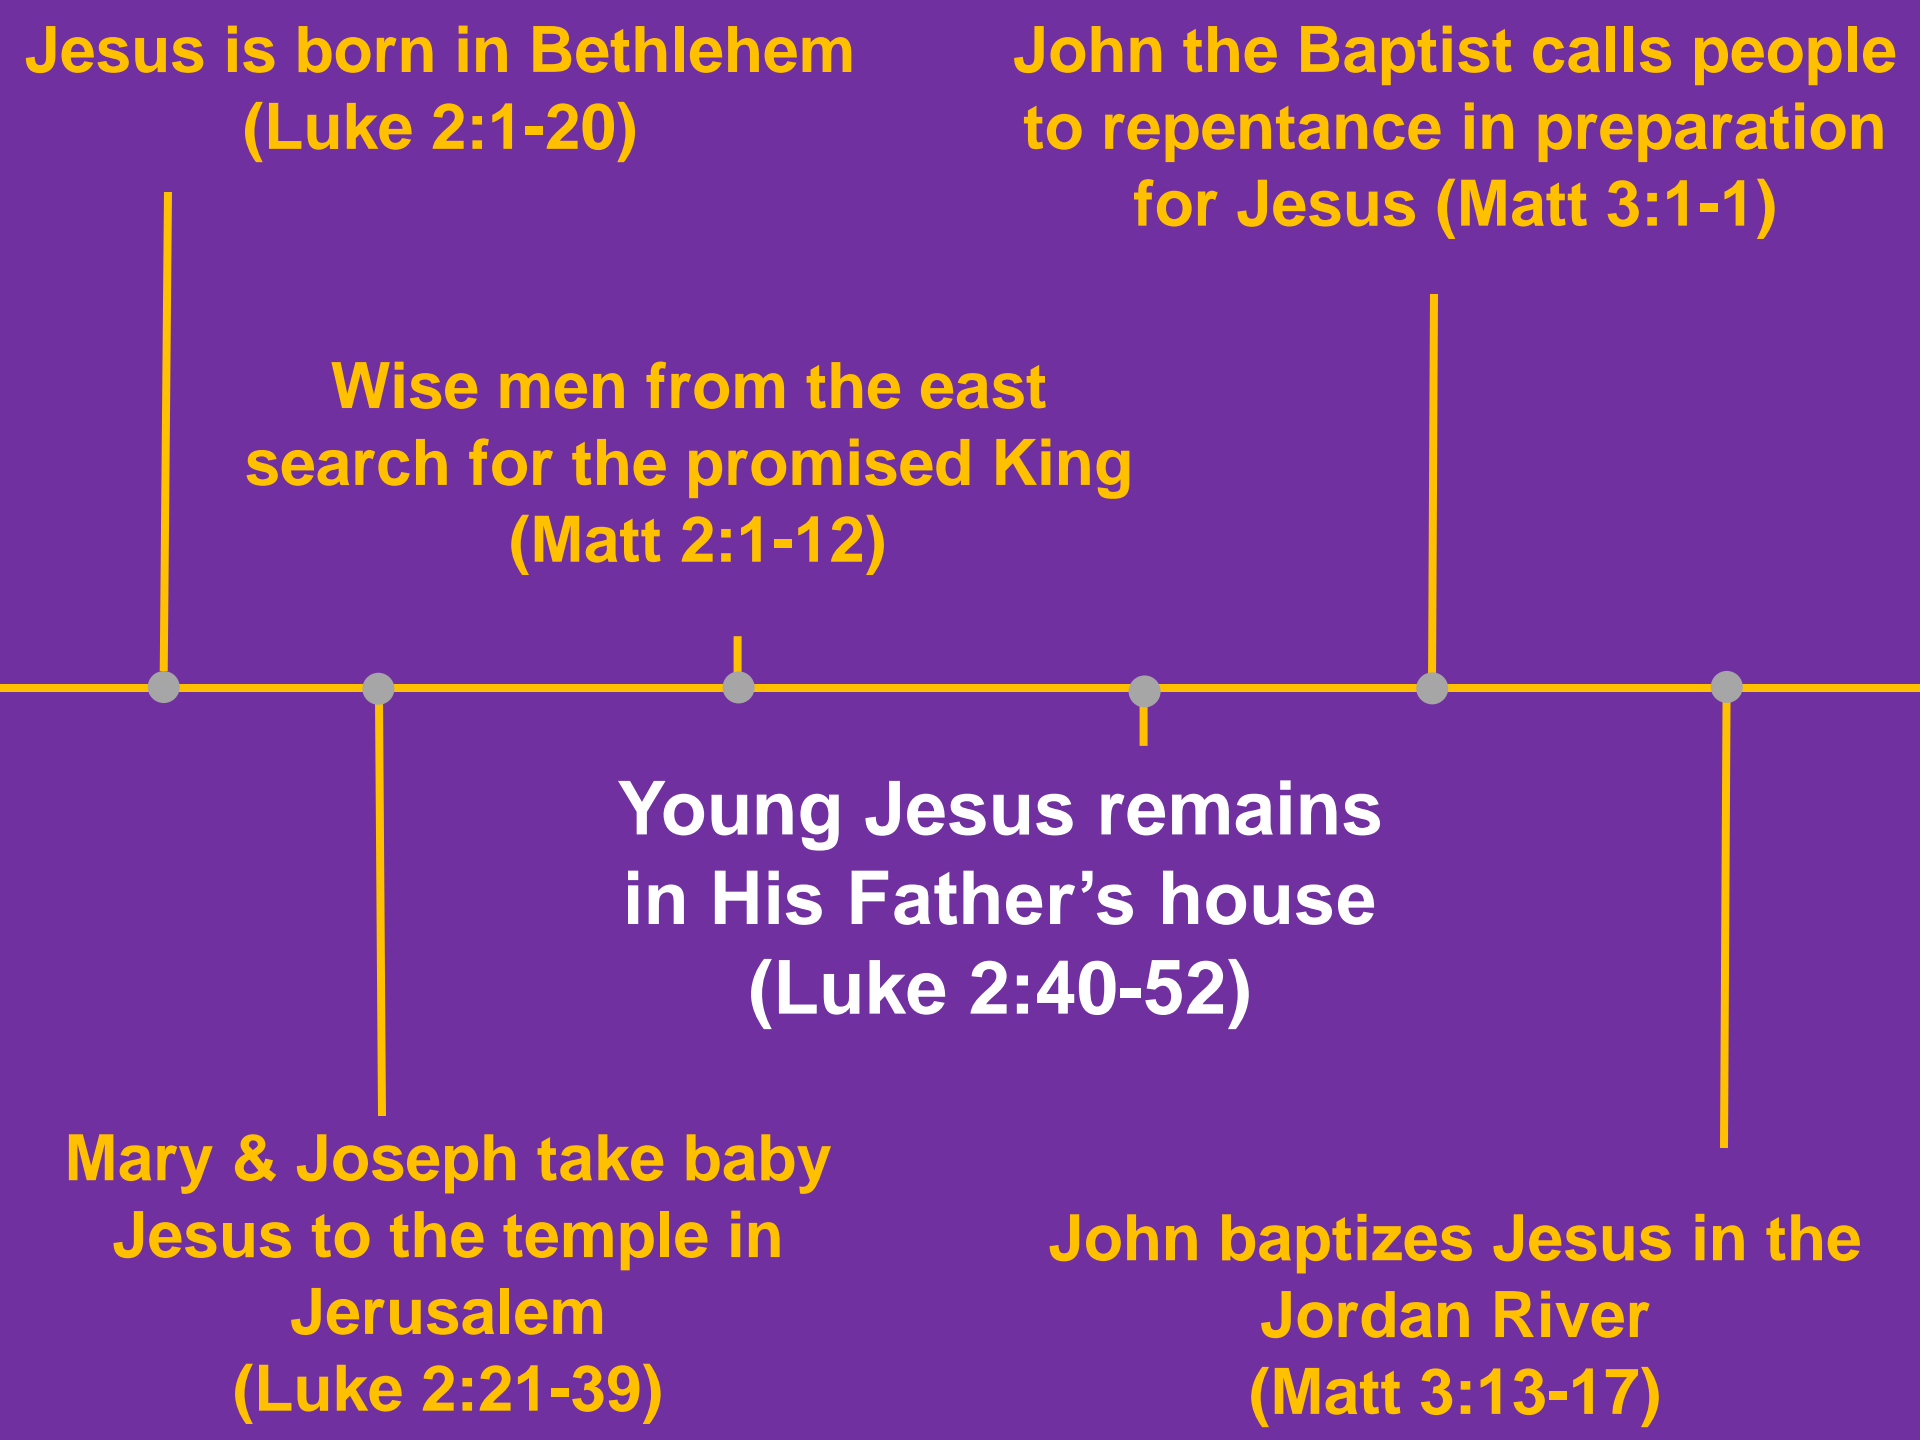 Jesus is born in Bethlehem
(Luke 2:1-20)
John the Baptist calls people
to repentance in preparation
for Jesus (Matt 3:1-1)
Wise men from the east
search for the promised King
(Matt 2:1-12)
Young Jesus remains
in His Father’s house
(Luke 2:40-52)
Mary & Joseph take baby
Jesus to the temple in
Jerusalem
(Luke 2:21-39)
John baptizes Jesus in the
Jordan River
(Matt 3:13-17)